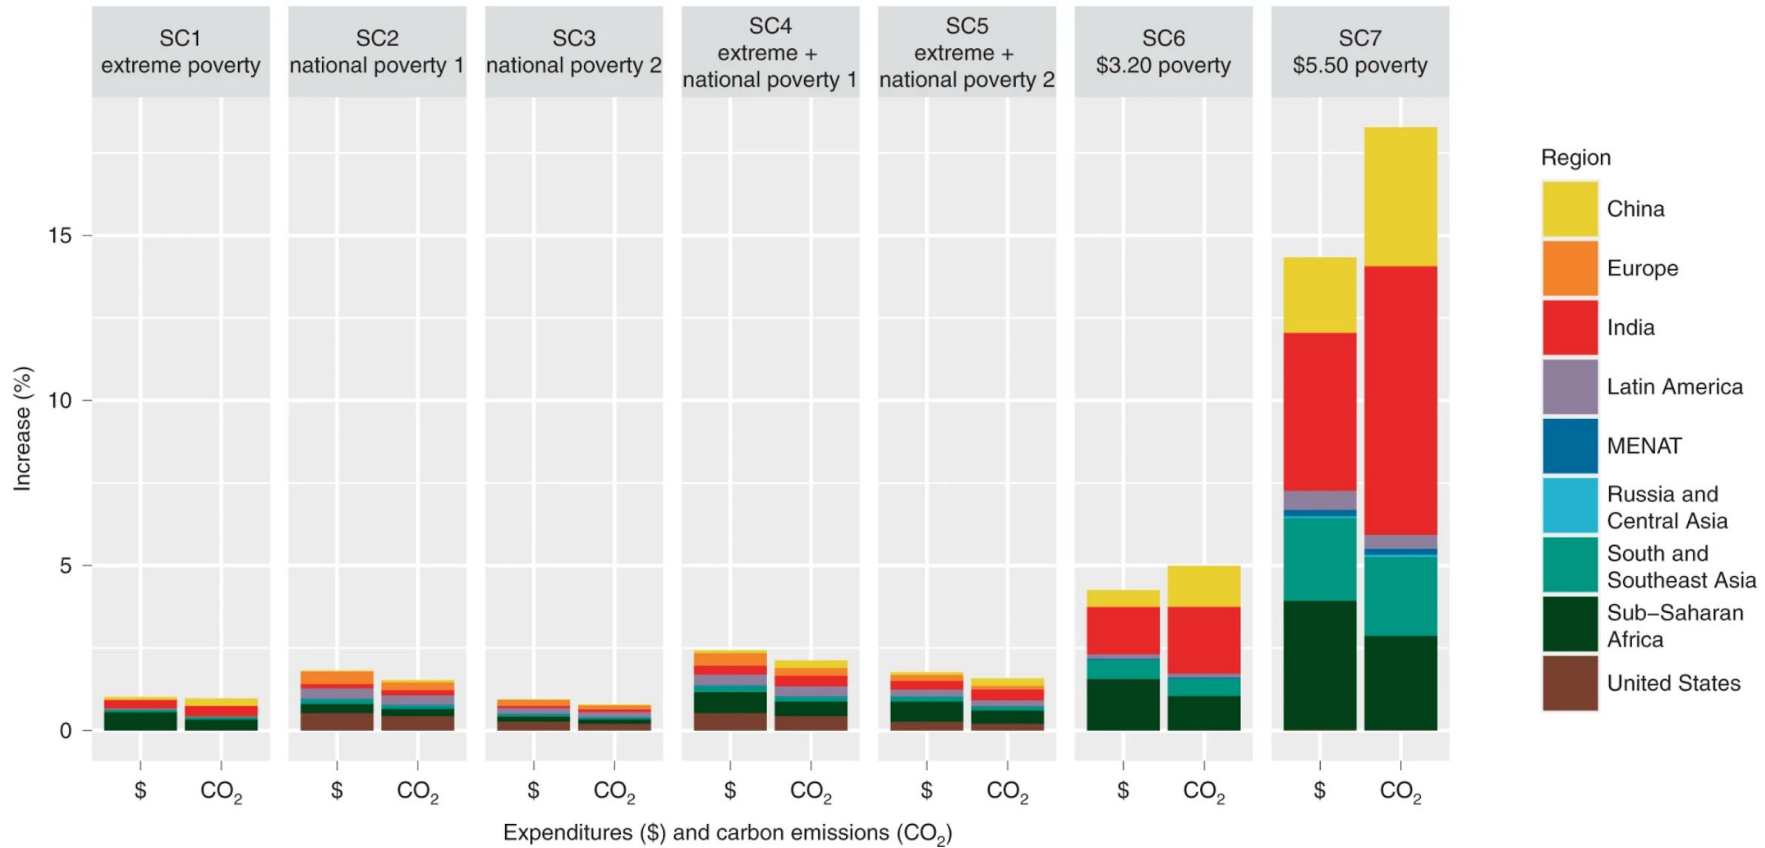 SC1
extreme poverty
SC2
national poverty 1
SC3
national poverty 2
SC4
extreme +
national poverty 1
SC5
extreme +
national poverty 2
SC6
$3.20 poverty
SC7
$5.50 poverty
Increase (%)
15
10
5
0
$ CO₂
$ CO₂
$ CO₂
$ CO₂
$ CO₂
$ CO₂
$ CO₂
Expenditures ($) and carbon emissions (CO₂)
Region
China
Europe
India
Latin America
MENAT
Russia and
Central Asia
South and
Southeast Asia
Sub–Saharan
Africa
United States